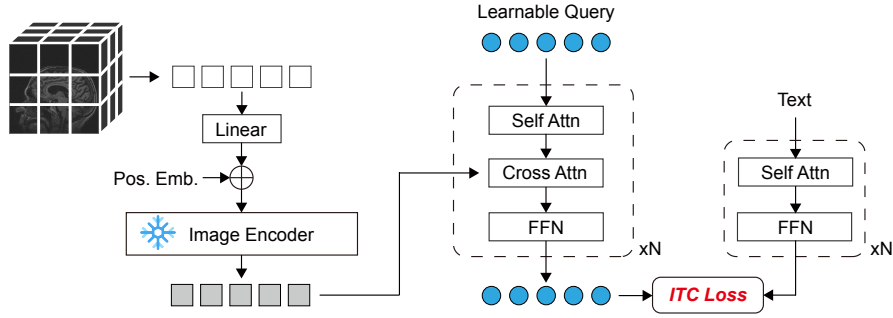 Learnable Query
Linear
Pos. Emb.
Image Encoder
Self Attn
Cross Attn
FFN
xN
Text
Self Attn
FFN
xN
ITC Loss